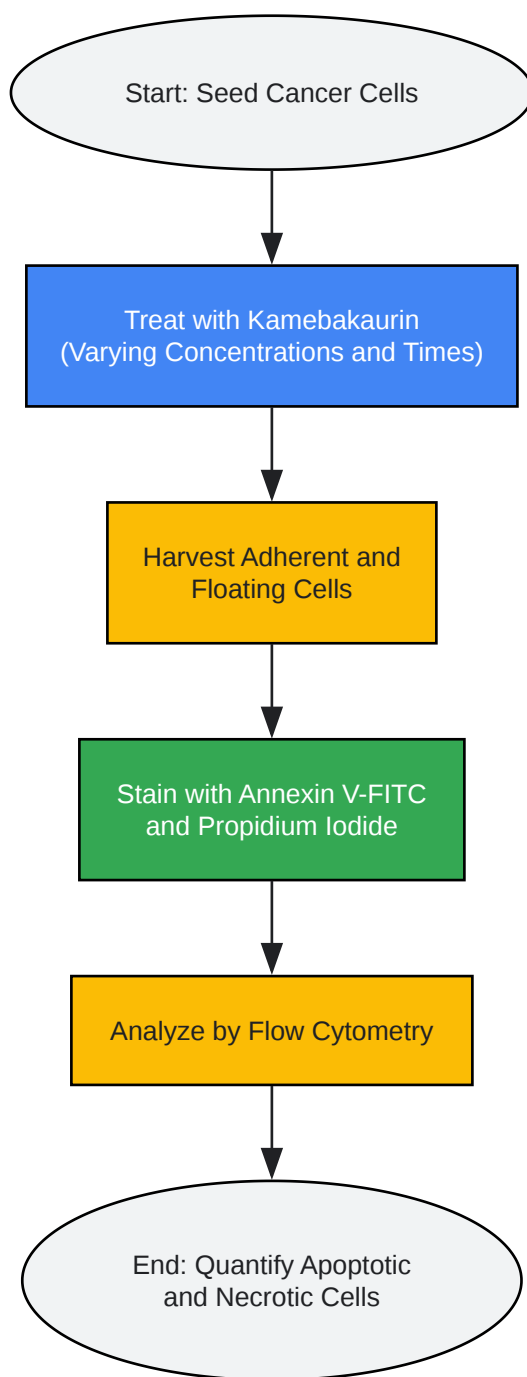 Start: Seed Cancer Cells
Treat with Kamebakaurin
(Varying Concentrations and Times)
Harvest Adherent and
Floating Cells
Stain with Annexin V-FITC
and Propidium Iodide
Analyze by Flow Cytometry
End: Quantify Apoptotic
and Necrotic Cells